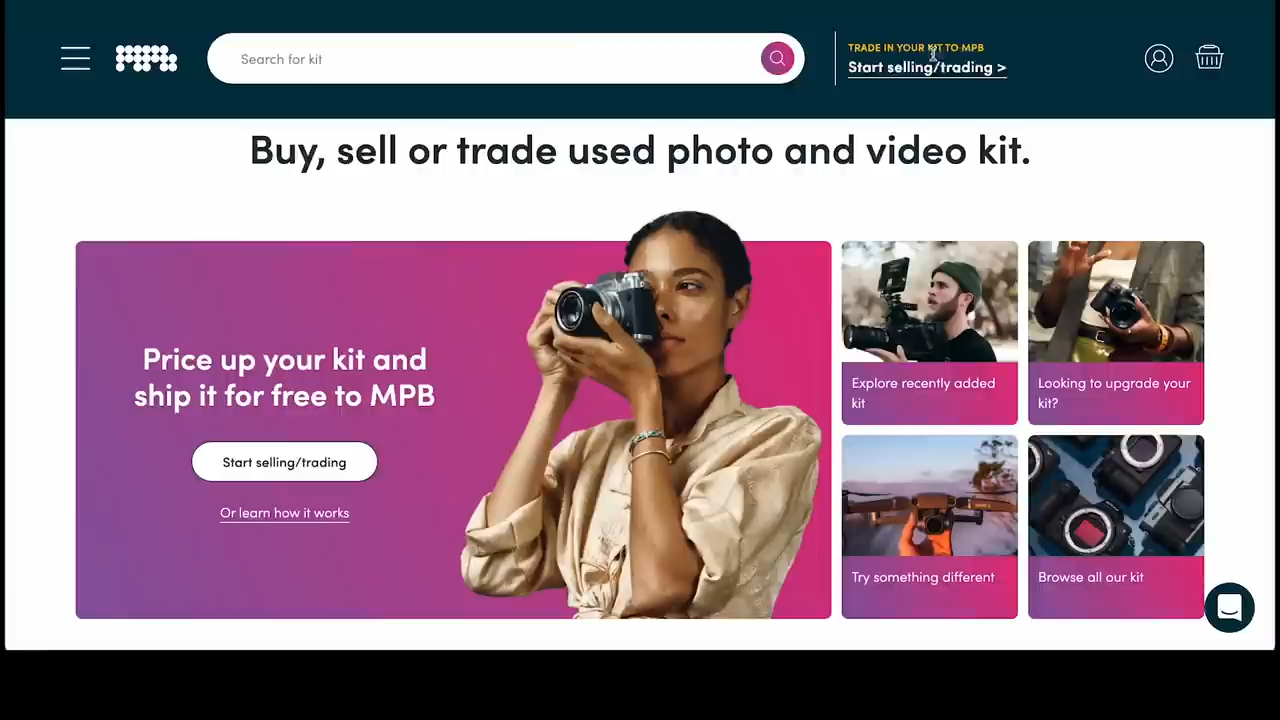 Search for kit
TRADE IN YOUR KIT TO MPB
Start selling/trading >
Buy, sell or trade used photo and video kit.
Price up your kit and
ship it for free to MPB
Start selling/trading
Or learn how it works
Explore recently added
kit
Looking to upgrade your
kit?
Try something different
Browse all our kit